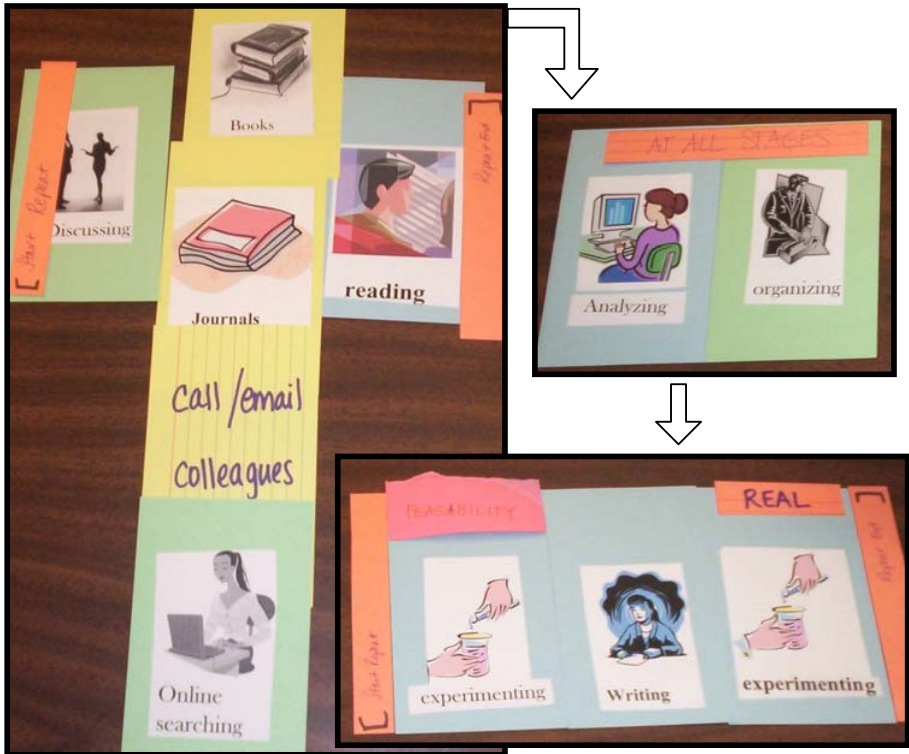 Start Repeat
Discussing
Books
Journals
call/email
colleagues
Online
searching
reading
Repeat End
AT ALL STAGES
Analyzing
organizing
Start Repeat
FEASABILITY
experimenting
Writing
REAL
experimenting
Repeat End